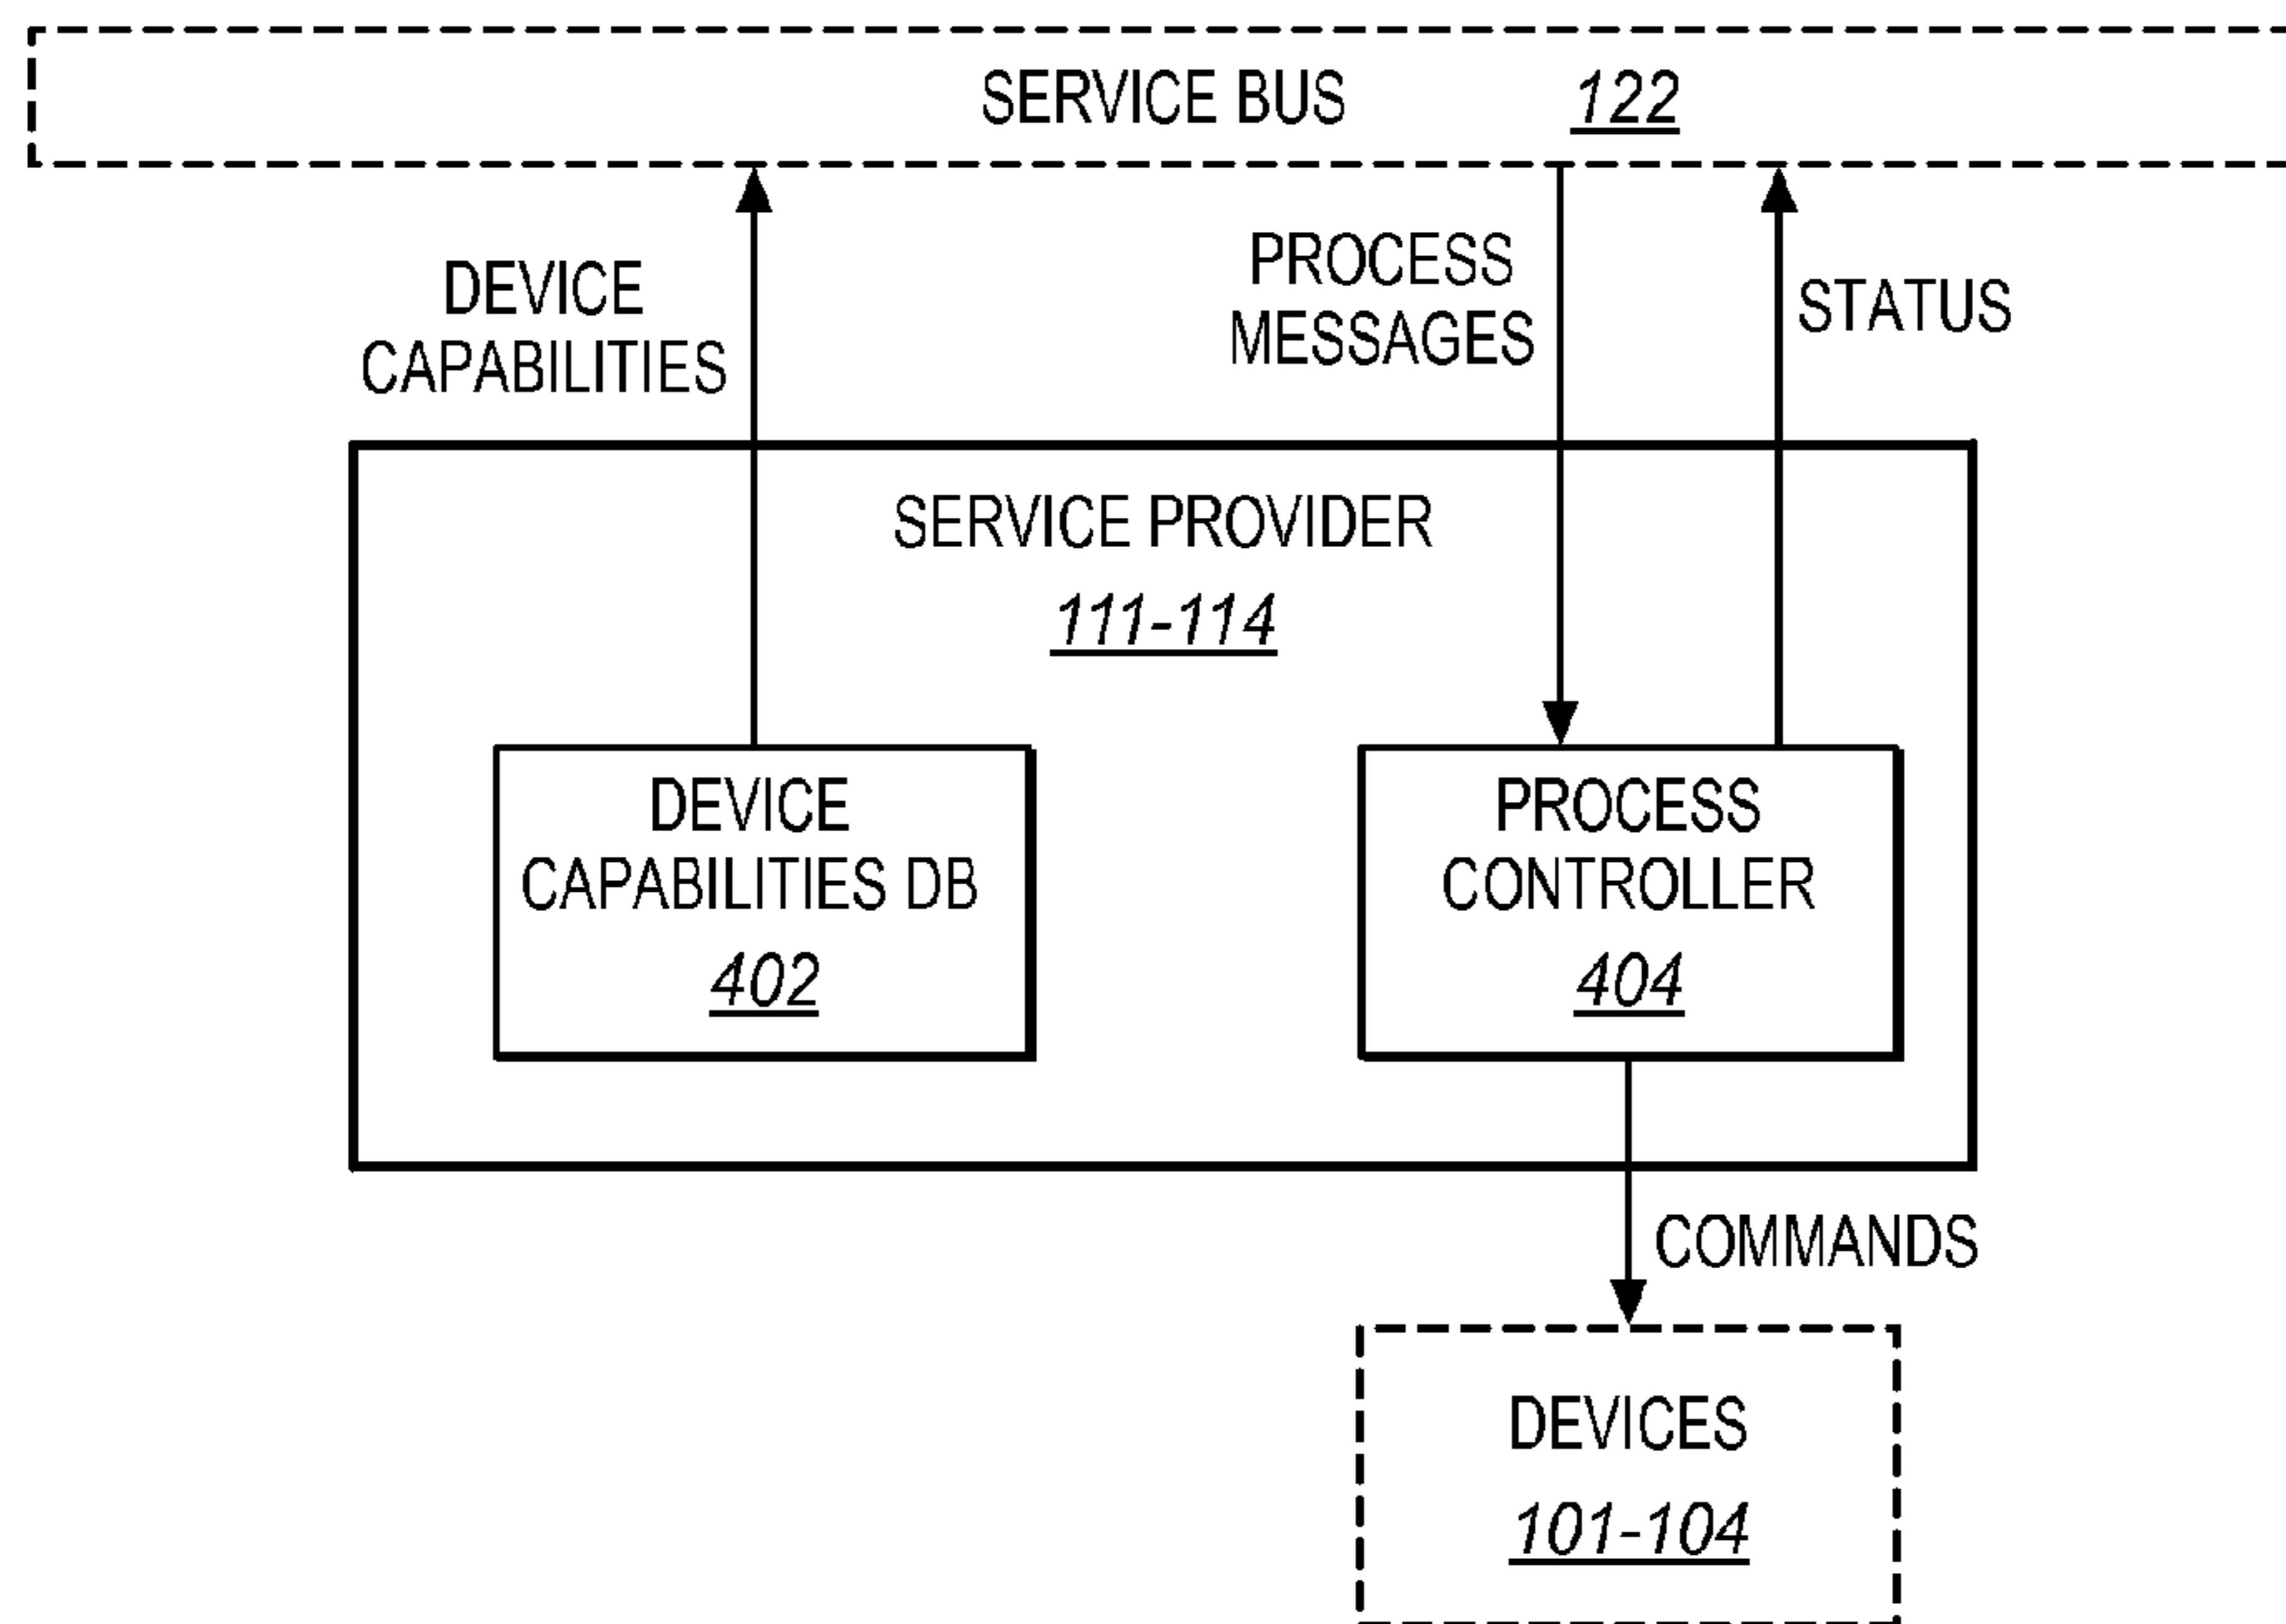 SERVICE BUS 122
DEVICE
CAPABILITIES
PROCESS
MESSAGES
STATUS
SERVICE PROVIDER
111-114
DEVICE
CAPABILITIES DB
402
PROCESS
CONTROLLER
404
COMMANDS
DEVICES
101-104